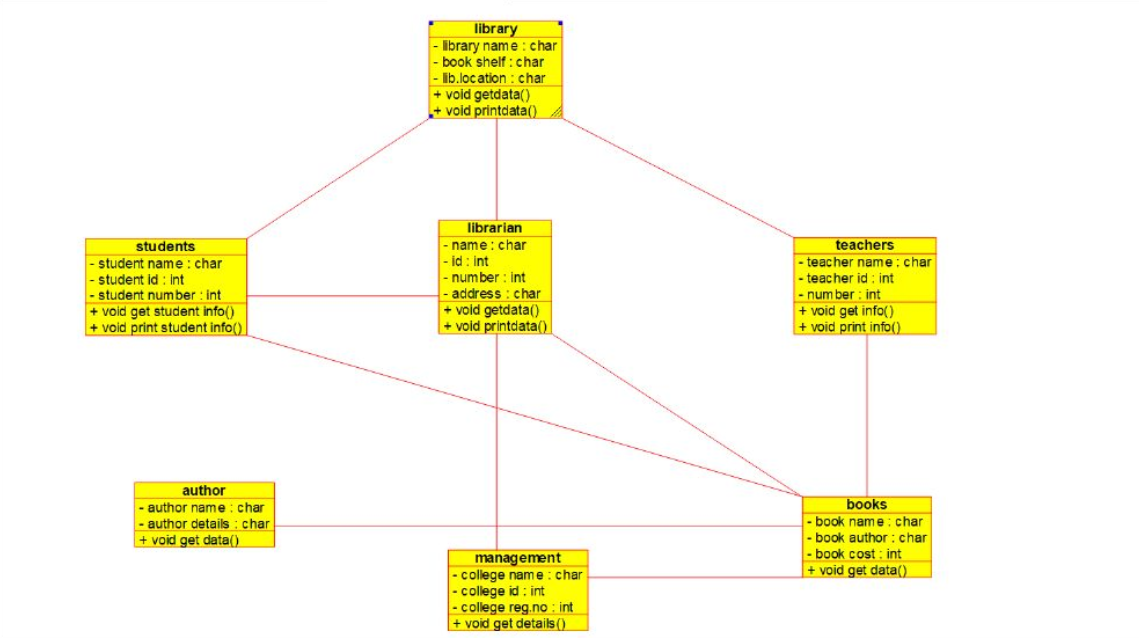 library
- library name : char
- book shelf : char
- lib.location : char
+ void getdata()
+ void printdata()
students
- student name : char
- student id : int
- student number : int
+ void get student info()
+ void print student info()
librarian
- name : char
- id : int
- number : int
- address : char
+ void getdata()
+ void printdata()
teachers
- teacher name : char
- teacher id : int
- number : int
+ void get info()
+ void print info()
author
- author name : char
- author details : char
+ void get data()
management
- college name : char
- college id : int
- college reg.no : int
+ void get details()
books
- book name : char
- book author : char
- book cost : int
+ void get data()